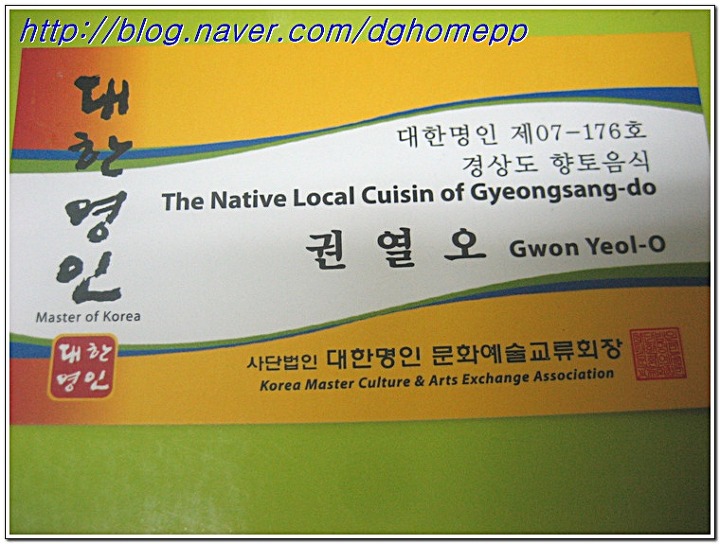 http://blog.naver.com/dghomepp
대한명인
Master of Korea
대한
명인
대한명인 제07-176호
경상도 향토음식
The Native Local Cuisin of Gyeongsang-do
권 열 오 Gwon Yeol-O
사단법인 대한명인 문화예술교류회장
Korea Master Culture & Arts Exchange Association